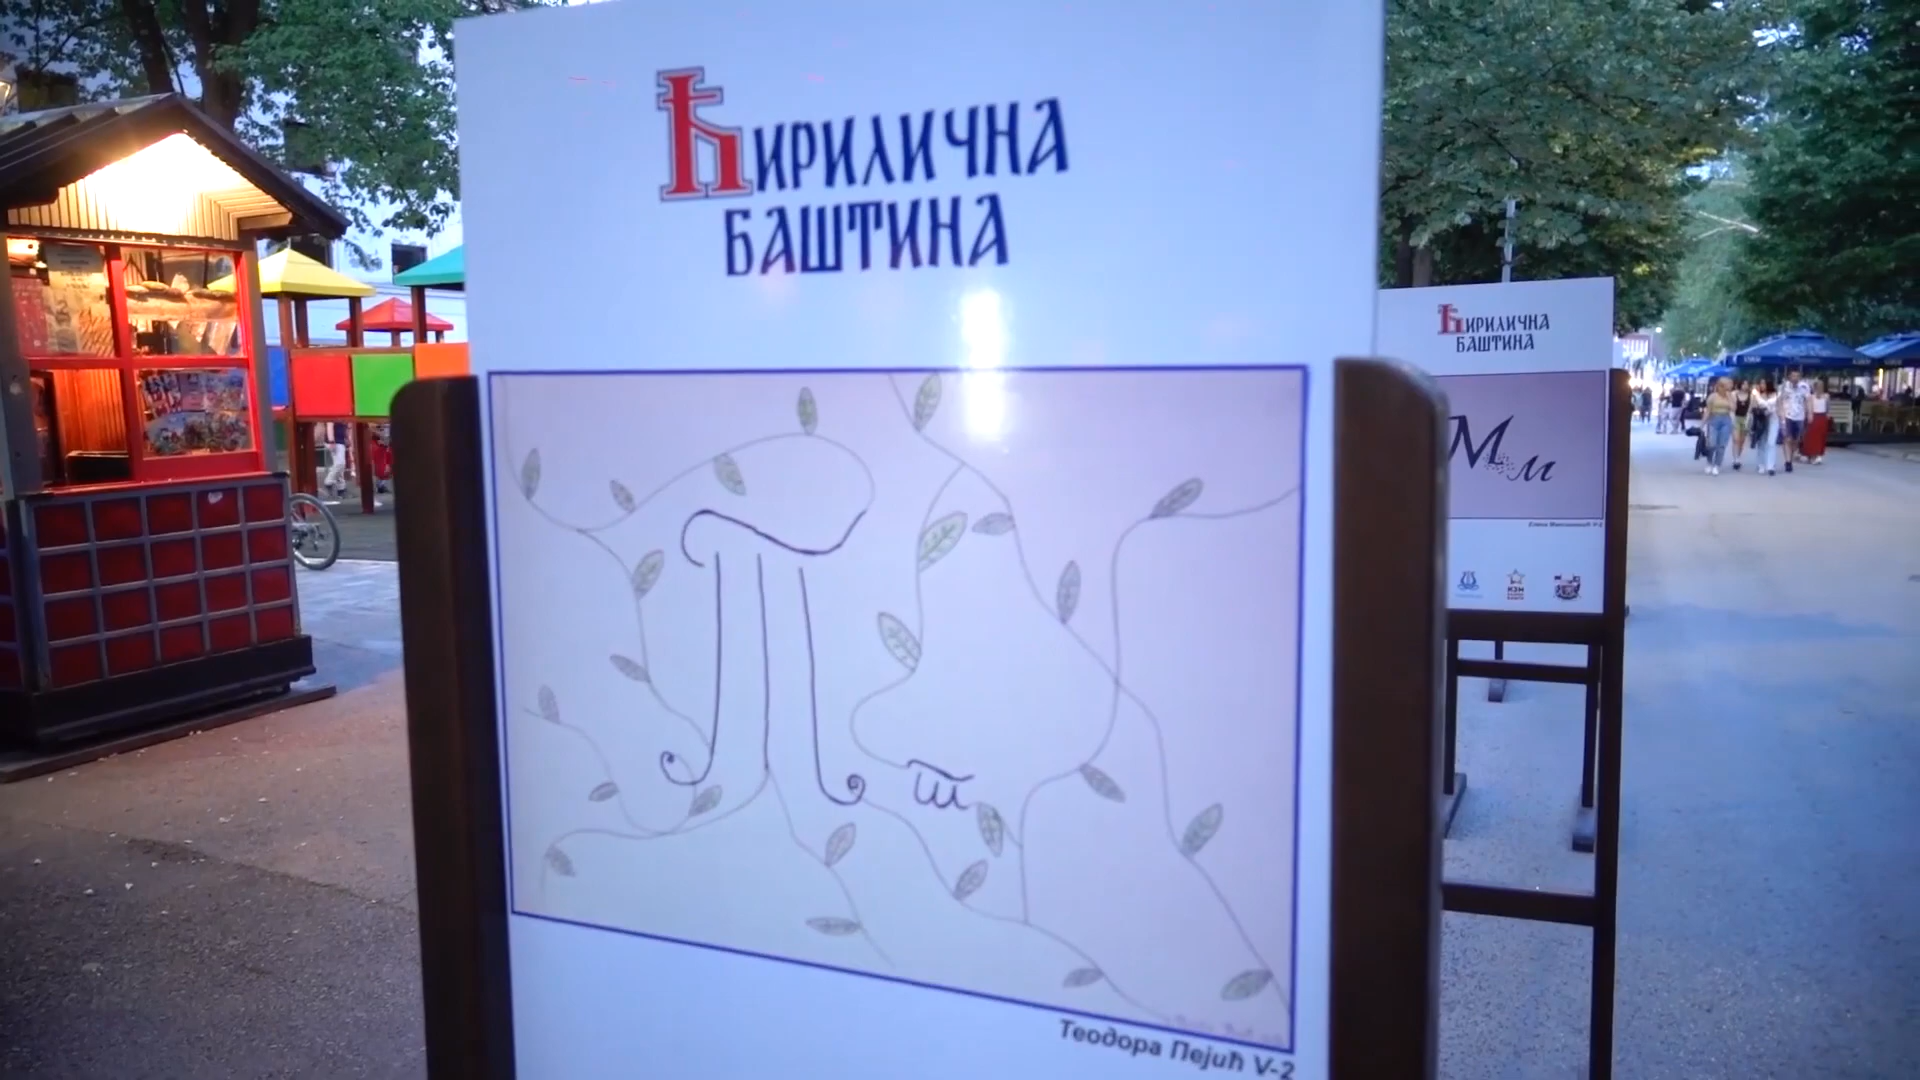 Ћирилична
баштина
Т т
Теодора Пејић V-2
Ћирилична
баштина
М м